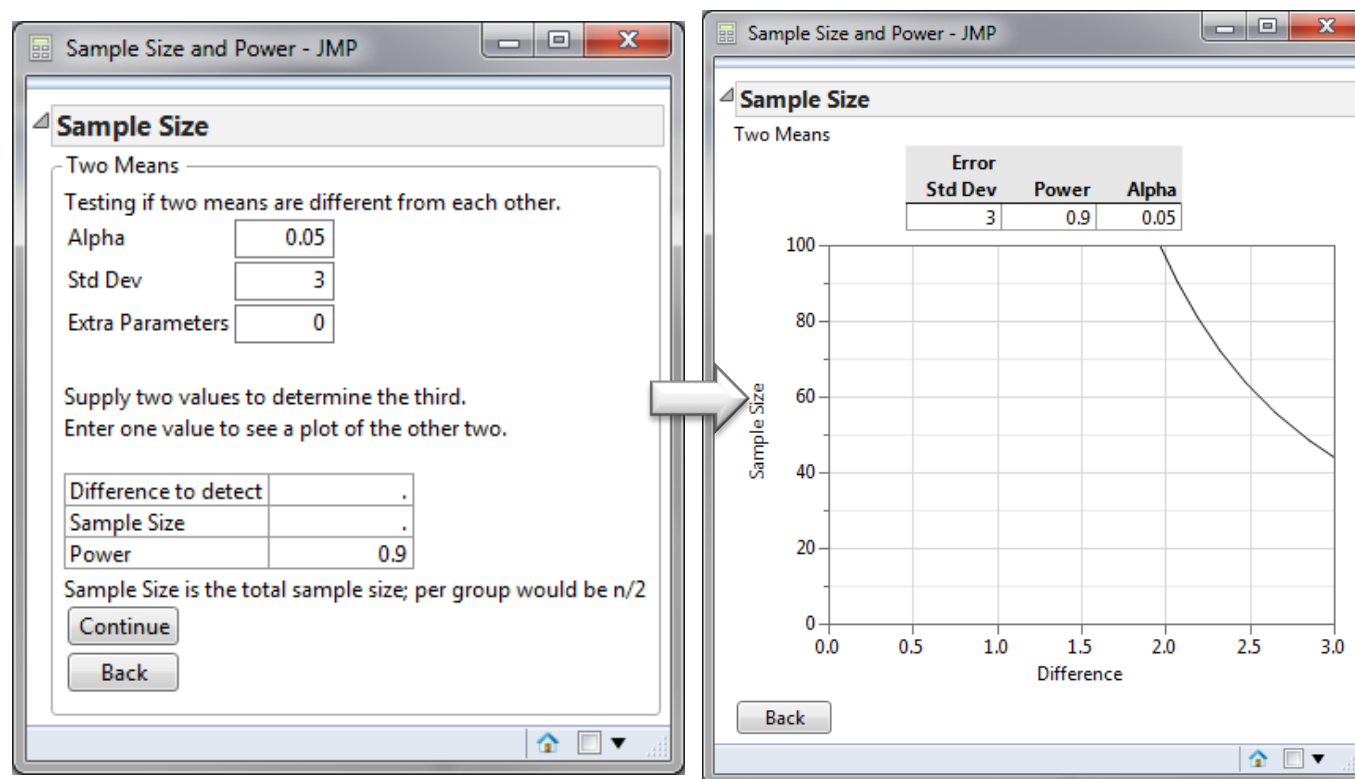 Sample Size and Power - JMP
Sample Size
Two Means
Testing if two means are different from each other.
Alpha 0.05
Std Dev 3
Extra Parameters 0
Supply two values to determine the third.
Enter one value to see a plot of the other two.
Difference to detect .
Sample Size .
Power 0.9
Sample Size is the total sample size; per group would be n/2
Continue
Back
Sample Size and Power - JMP
Sample Size
Two Means
Error
Std Dev Power Alpha
3 0.9 0.05
100
80
60
40
20
0
Sample Size
0.0 0.5 1.0 1.5 2.0 2.5 3.0
Difference
Back